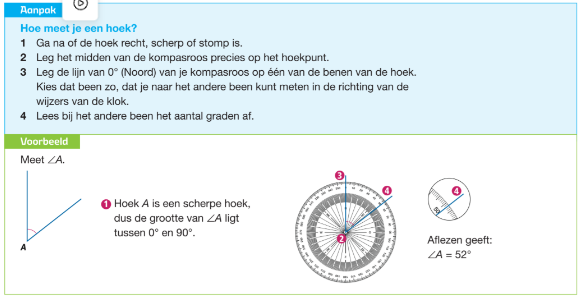 Aanpak
Hoe meet je een hoek?
1 Ga na of de hoek recht, scherp of stomp is.
2 Leg het midden van de kompasroos precies op het hoekpunt.
3 Leg de lijn van 0° (Noord) van je kompasroos op één van de benen van de hoek.
Kies dat been zo, dat je naar het andere been kunt meten in de richting van de
wijzers van de klok.
4 Lees bij het andere been het aantal graden af.
Voorbeeld
Meet ∠A.
A
1 Hoek A is een scherpe hoek,
dus de grootte van ∠A ligt
tussen 0° en 90°.
3
4
2
4
50
Aflezen geeft:
∠A = 52°